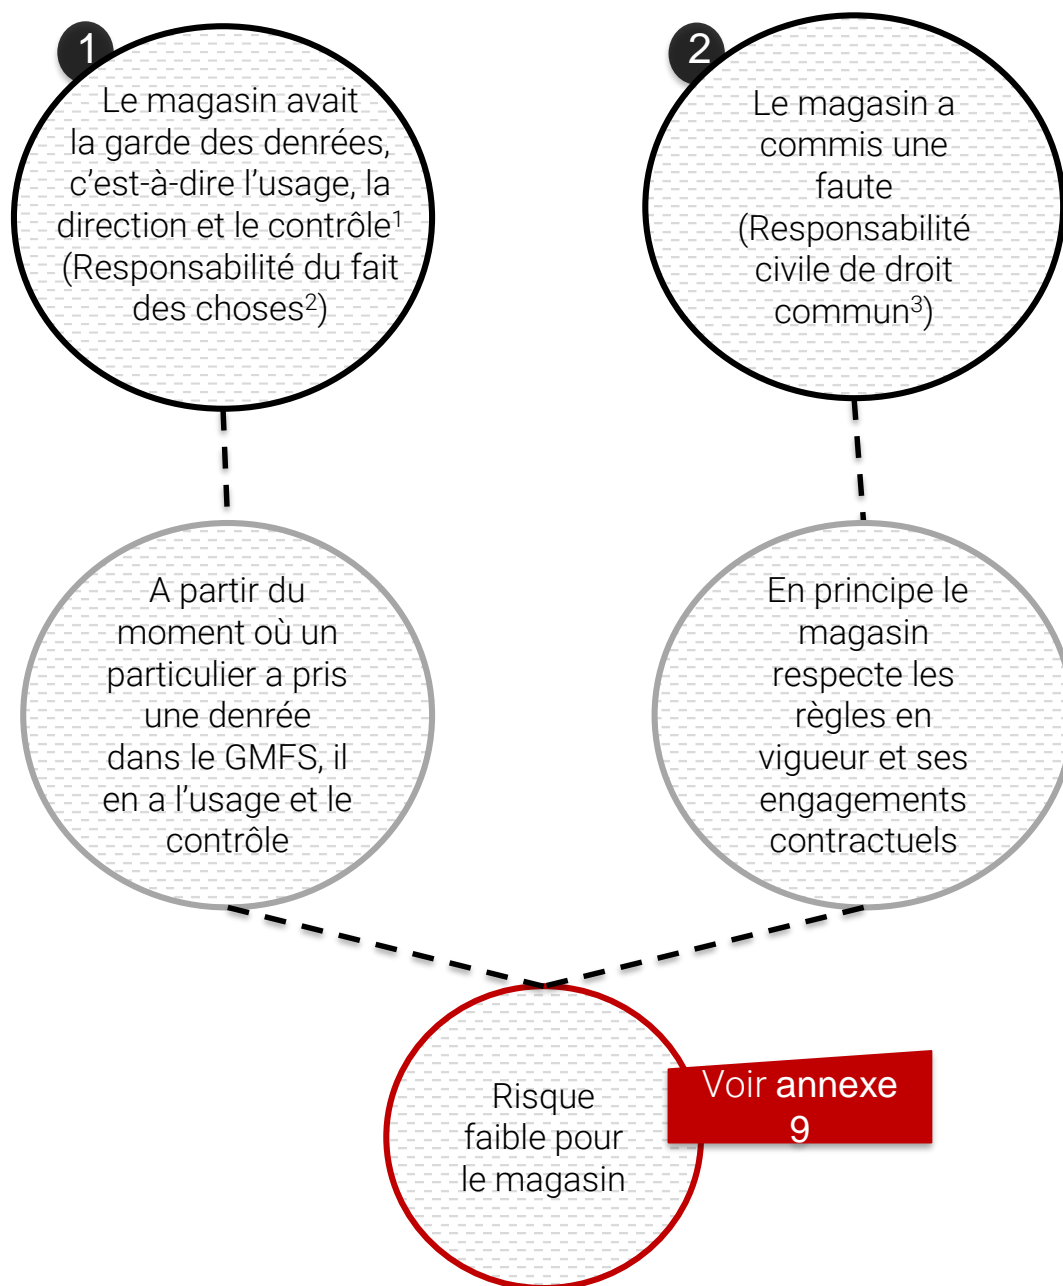 1
Le magasin avait
la garde des denrées,
c'est-à-dire l'usage, la
direction et le contrôle¹
(Responsabilité du fait
des choses²)
2
Le magasin a
commis une
faute
(Responsabilité
civile de droit
commun³)
A partir du
moment où un
particulier a pris
une denrée
dans le GMFS, il
en a l'usage et le
contrôle
En principe le
magasin
respecte les
règles en
vigueur et ses
engagements
contractuels
Risque
faible pour
le magasin
Voir annexe
9